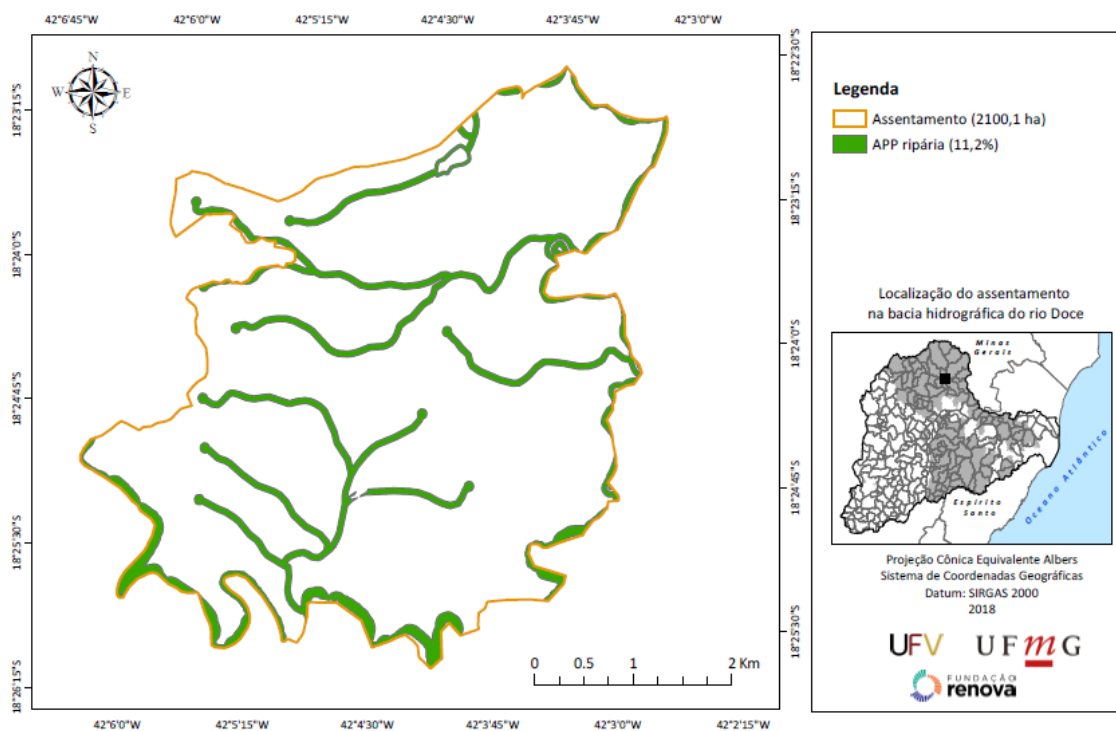 42°6'45"W 42°6'0"W 42°5'15"W 42°4'30"W 42°3'45"W 42°3'0"W
18°23'15"S
18°24'0"S
18°24'45"S
18°25'30"S
18°26'15"S
N
W E
S
18°22'30"S
18°23'15"S
18°24'0"S
18°24'45"S
18°25'30"S
0 0.5 1 2 Km
42°6'0"W 42°5'15"W 42°4'30"W 42°3'45"W 42°3'0"W 42°2'15"W
Legenda
Assentamento (2100,1 ha)
APP ripária (11,2%)
Localização do assentamento
na bacia hidrográfica do rio Doce
Minas
Gerais
Espírito
Santo
Oceano Atlântico
Projeção Cônica Equivalente Albers
Sistema de Coordenadas Geográficas
Datum: SIRGAS 2000
2018
UFV UFmG
FUNDAÇÃO
renova